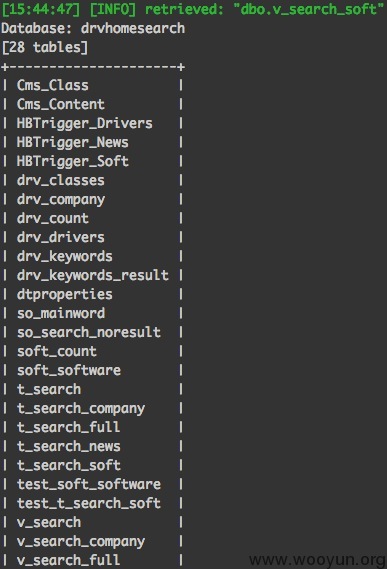 [15:44:47] [INFO] retrieved: "dbo.v_search_soft"
Database: drvhomesearch
[28 tables]
+---------------------+
| Cms_Class |
| Cms_Content |
| HBTrigger_Drivers |
| HBTrigger_News |
| HBTrigger_Soft |
| drv_classes |
| drv_company |
| drv_count |
| drv_drivers |
| drv_keywords |
| drv_keywords_result |
| dtproperties |
| so_mainword |
| so_search_noresult |
| soft_count |
| soft_software |
| t_search |
| t_search_company |
| t_search_full |
| t_search_news |
| t_search_soft |
| test_soft_software |
| test_t_search_soft |
| v_search |
| v_search_company |
| v_search_full |
www.wooyun.org